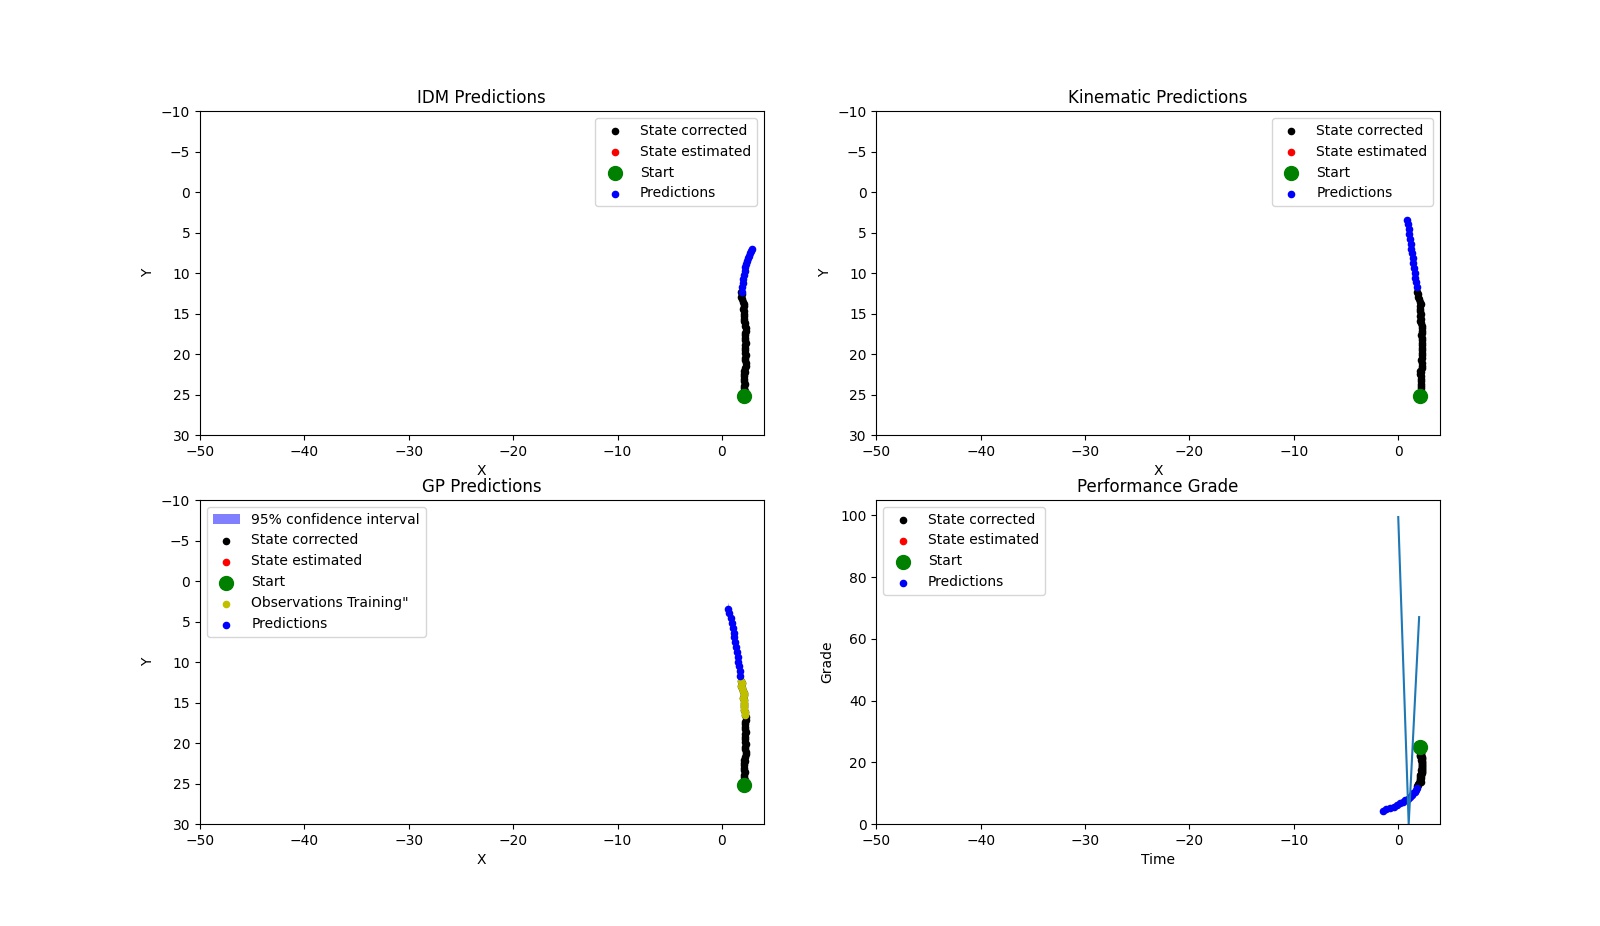 IDM Predictions
−10
−5
0
5
10
15
20
25
30
Y
−50
−40
−30
−20
−10
0
X
State corrected
State estimated
Start
Predictions
Kinematic Predictions
−10
−5
0
5
10
15
20
25
30
Y
−50
−40
−30
−20
−10
0
X
State corrected
State estimated
Start
Predictions
GP Predictions
−10
−5
0
5
10
15
20
25
30
Y
−50
−40
−30
−20
−10
0
X
95% confidence interval
State corrected
State estimated
Start
Observations Training"
Predictions
Performance Grade
100
80
60
40
20
0
Grade
−50
−40
−30
−20
−10
0
Time
State corrected
State estimated
Start
Predictions